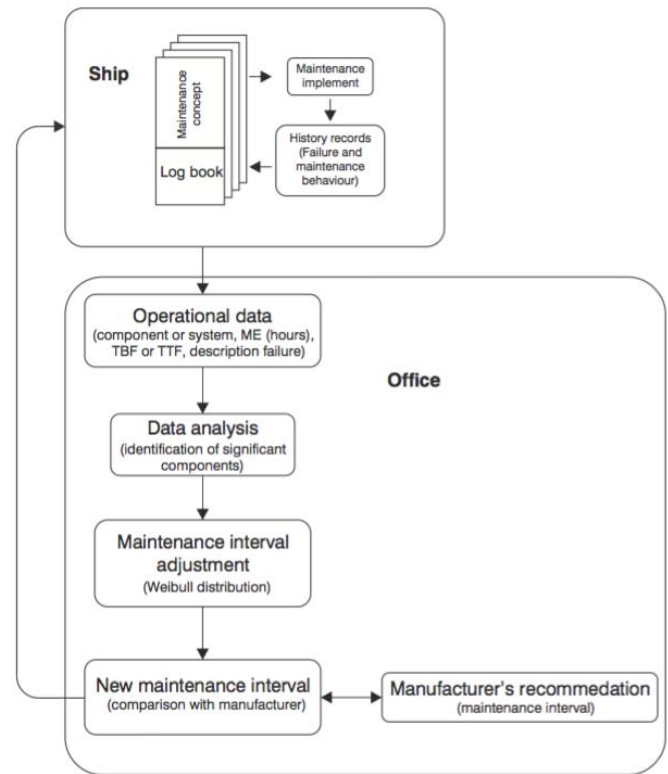 Ship
Maintenance
concept
Log book
Maintenance
implement
History records
(Failure and
maintenance
behaviour)
Operational data
(component or system, ME (hours),
TBF or TTF, description failure)
Office
Data analysis
(identification of significant
components)
Maintenance interval
adjustment
(Weibull distribution)
New maintenance interval
(comparison with manufacturer)
Manufacturer's recommedation
(maintenance interval)